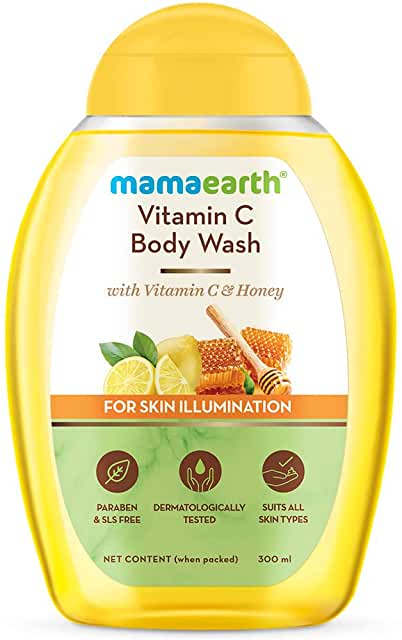 mamaearth®
Vitamin C
Body Wash
with Vitamin C & Honey
FOR SKIN ILLUMINATION
PARABEN
& SLS FREE
DERMATOLOGICALLY
TESTED
SUITS ALL
SKIN TYPES
NET CONTENT (when packed) 300 ml